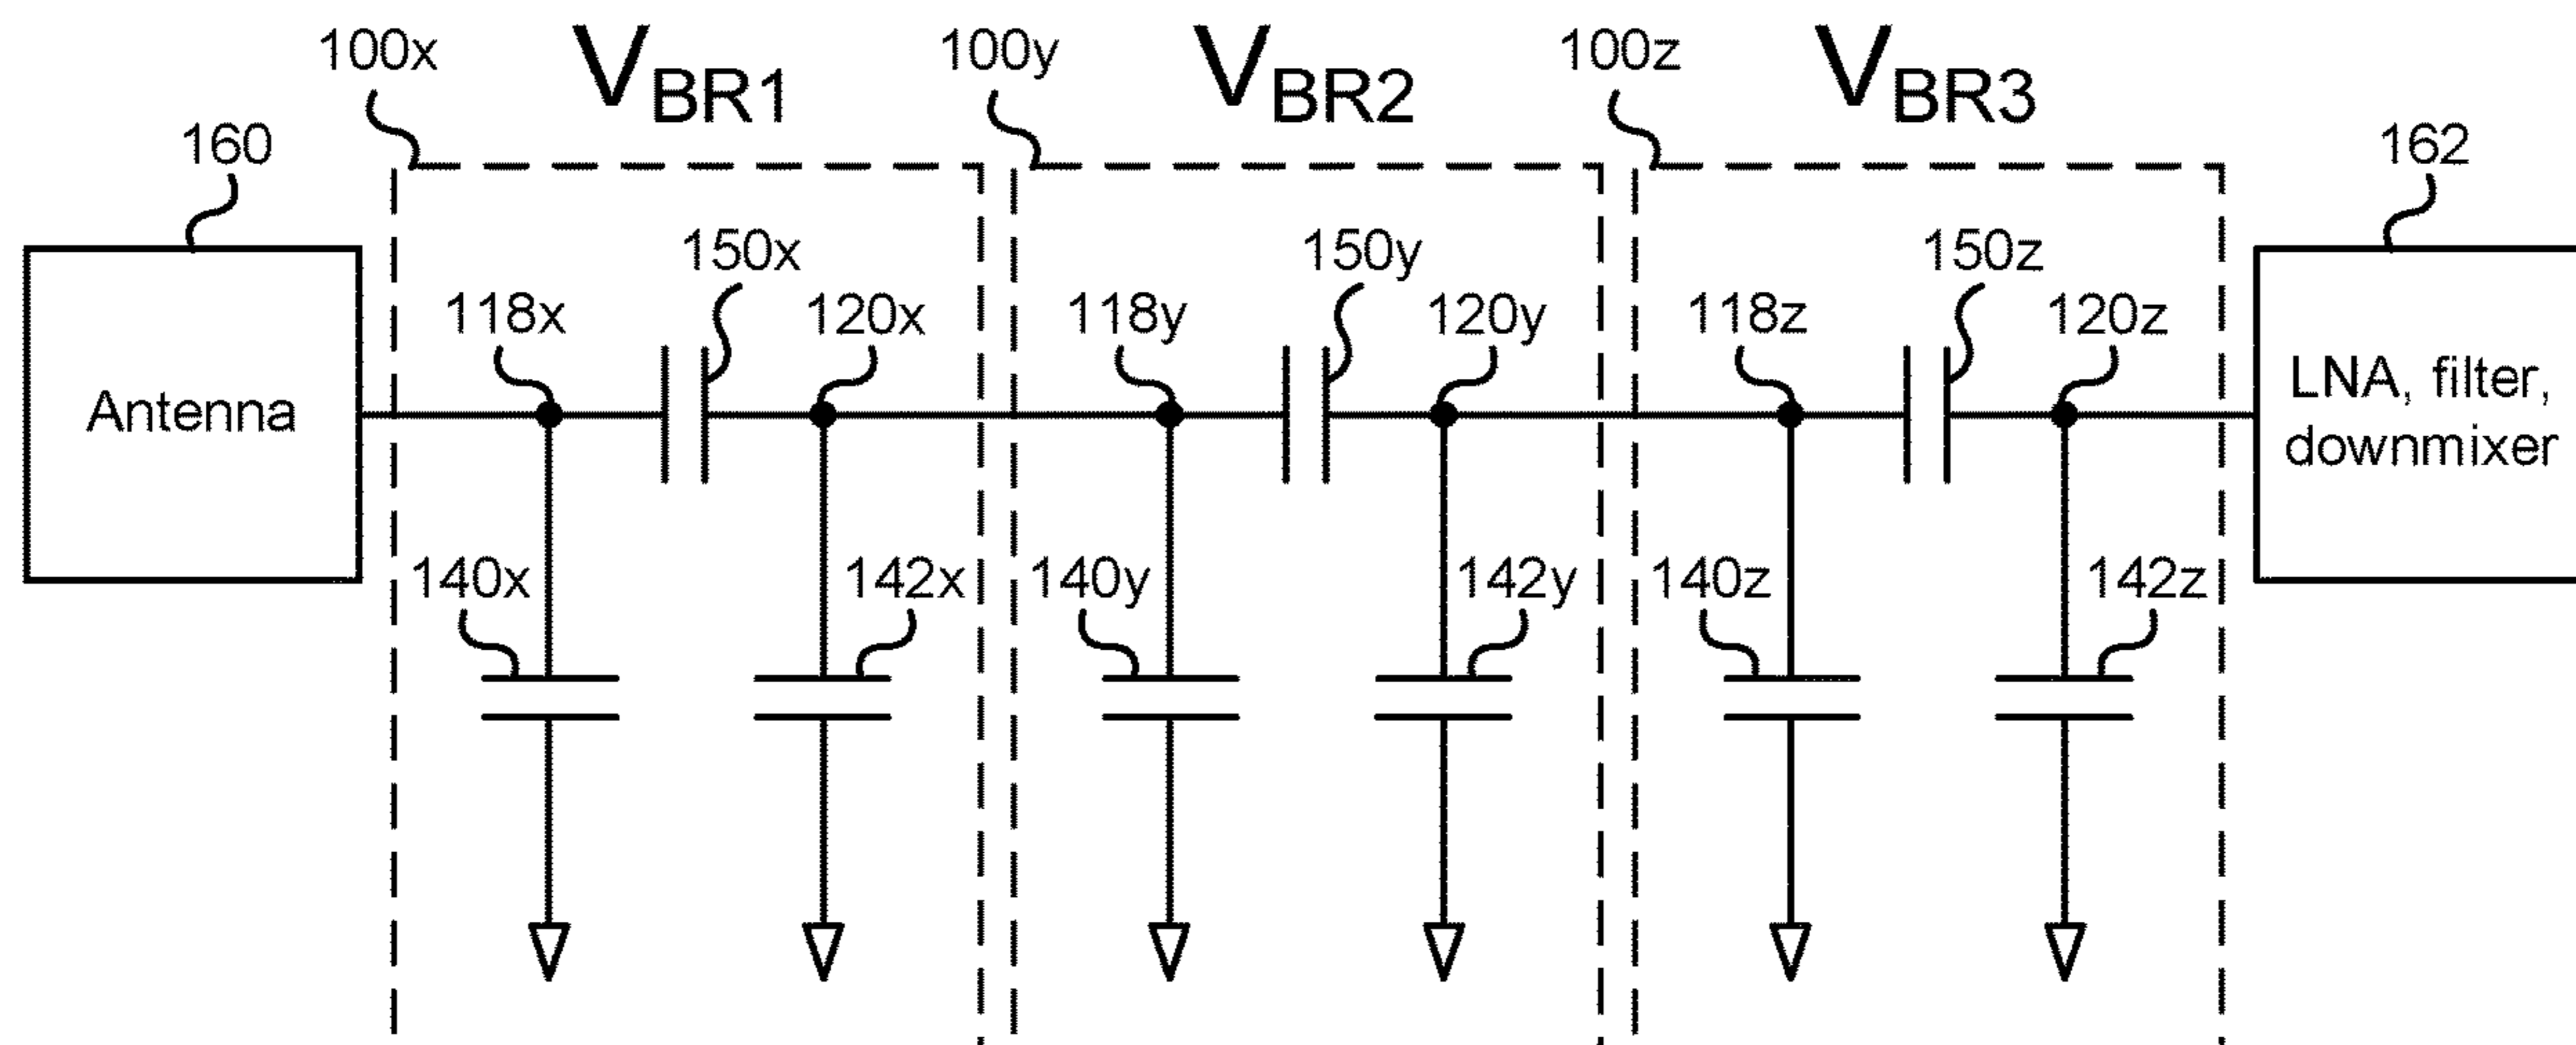 100x VBR1 100y VBR2 100z VBR3
160 162
150x 150y 150z
118x 120x 118y 120y 118z 120z
Antenna
LNA, filter,
downmixer
140x 142x 140y 142y 140z 142z